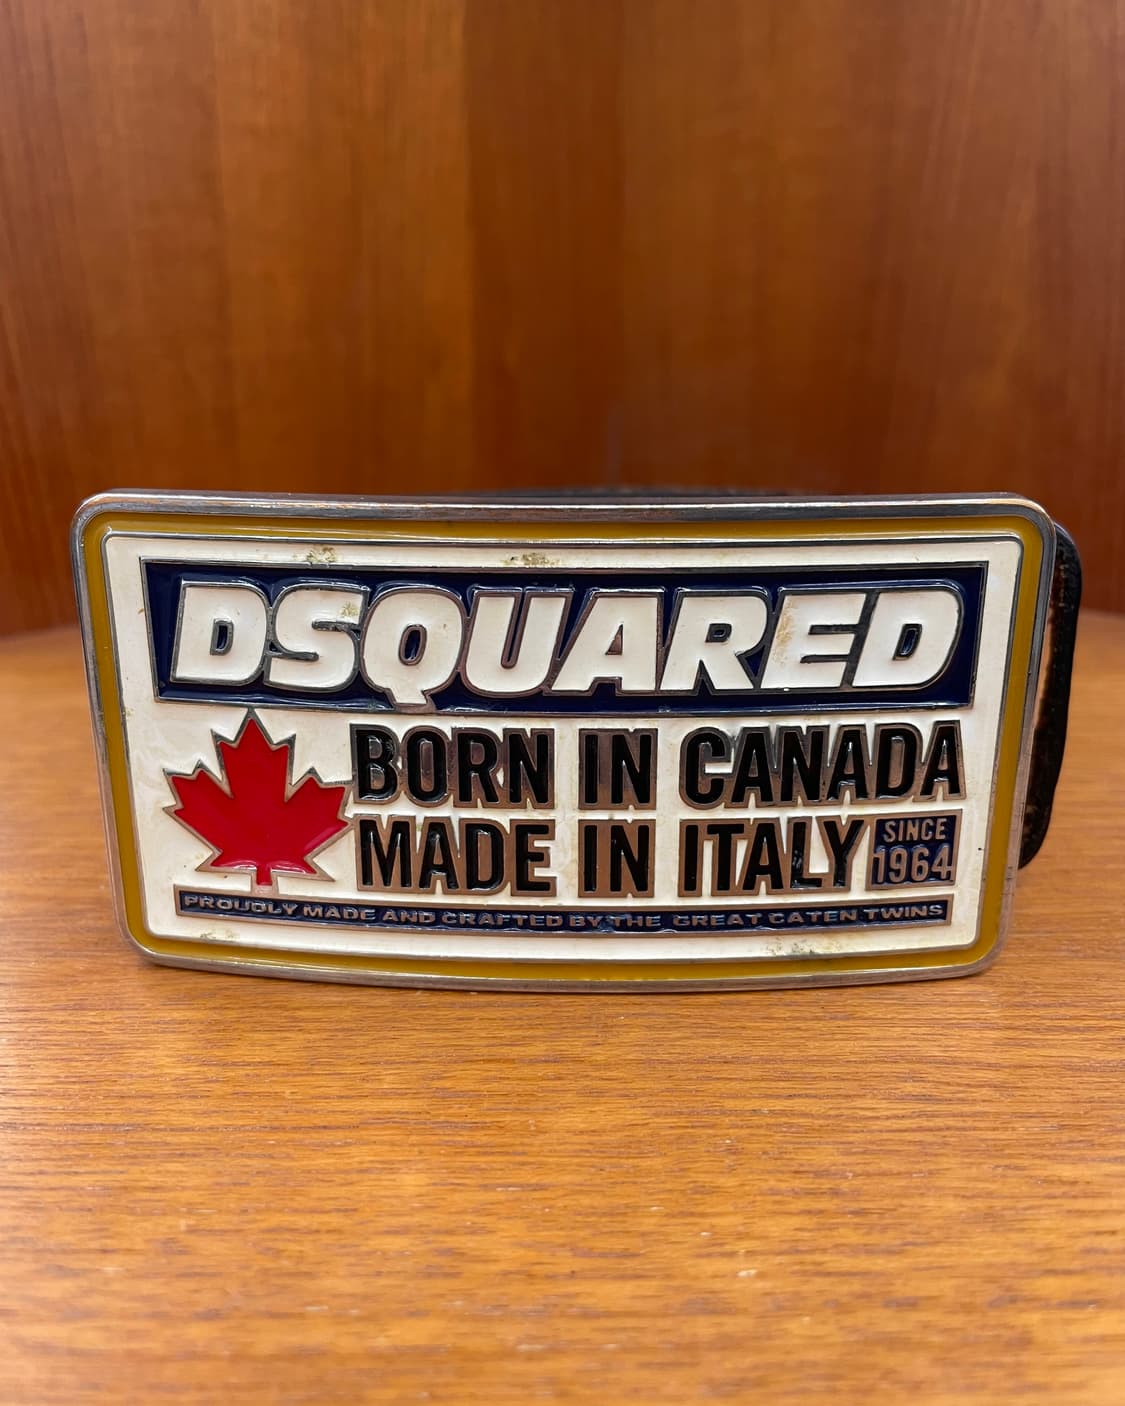 DSQUARED
BORN IN CANADA
MADE IN ITALY
SINCE
1964
PROUDLY MADE AND CRAFTED BY THE GREAT CATEN TWINS